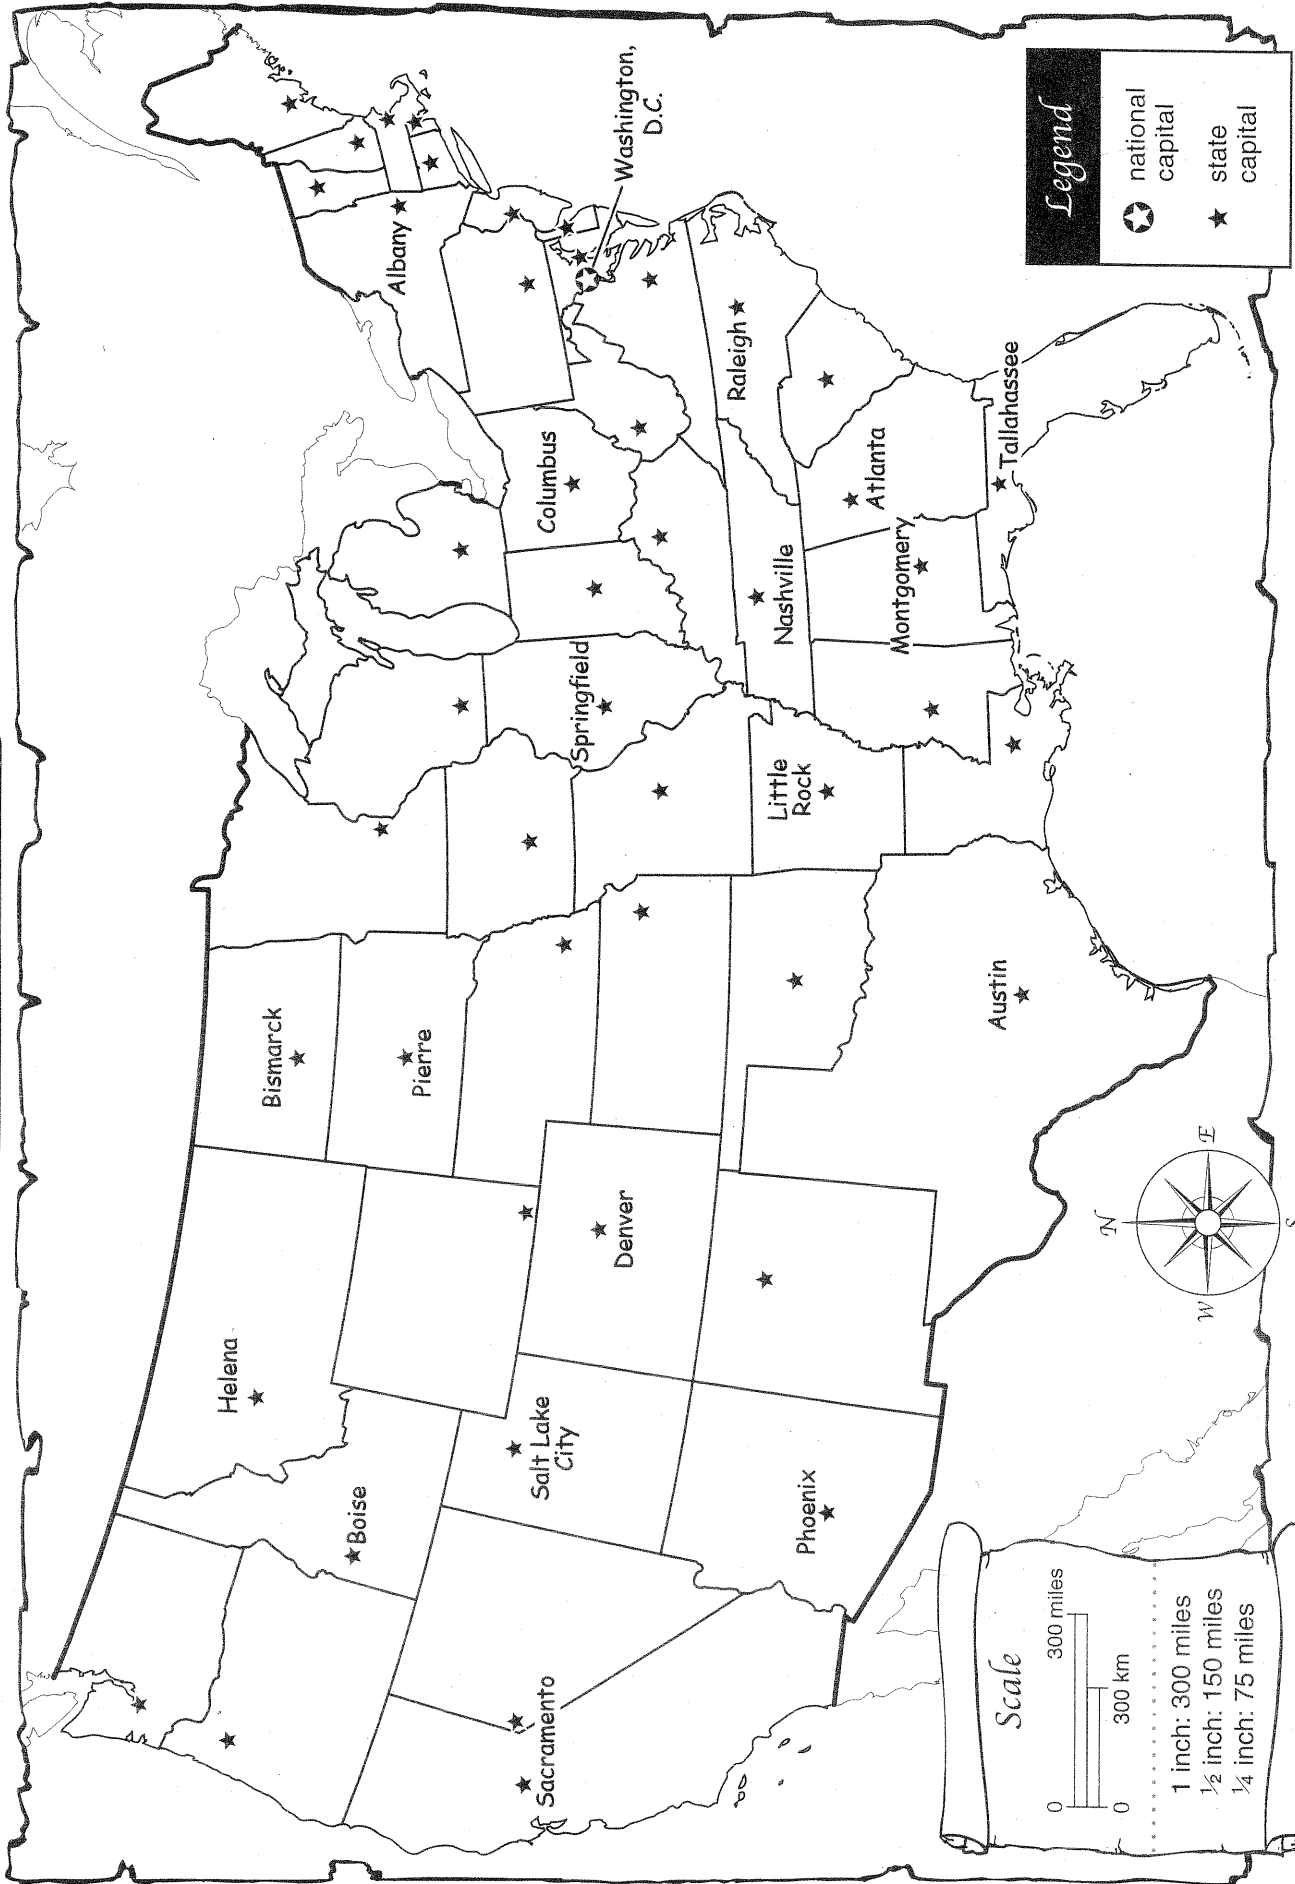 Helena
Bismarck
Boise
Pierre
Albany
Salt Lake
City
Sacramento
Denver
Springfield
Columbus
Washington,
D.C.
Phoenix
Little
Rock
Nashville
Raleigh
Montgomery
Atlanta
Austin
Tallahassee
Scale
0
300 miles
0
300 km
1 inch: 300 miles
½ inch: 150 miles
¼ inch: 75 miles
N
W
E
S
Legend
national
capital
state
capital